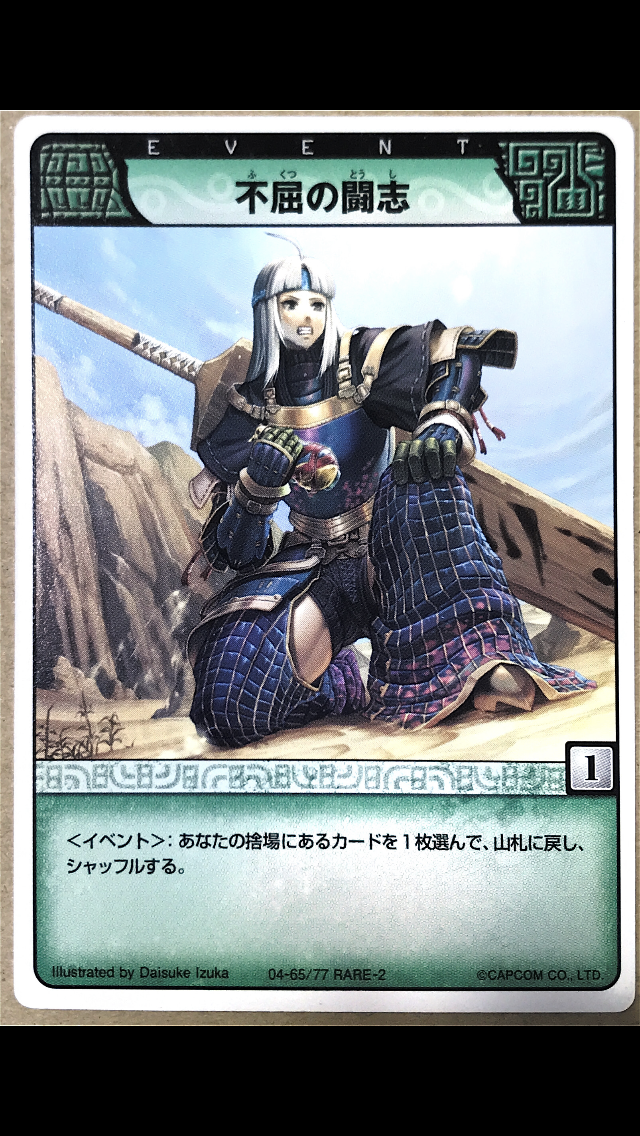 EVENT
ふくつ とうし
不屈の闘志
1
＜イベント＞：あなたの捨場にあるカードを１枚選んで、山札に戻し、
シャッフルする。
Illustrated by Daisuke Izuka 04-65/77 RARE-2 ©CAPCOM CO., LTD.